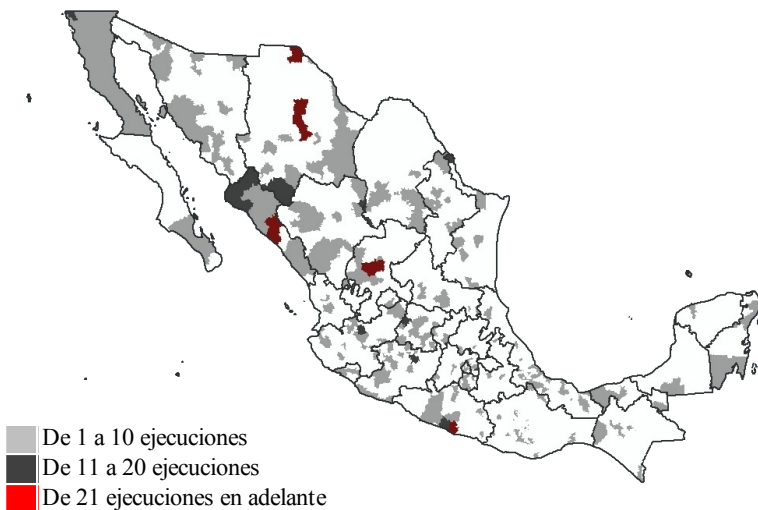 De 1 a 10 ejecuciones
De 11 a 20 ejecuciones
De 21 ejecuciones en adelante